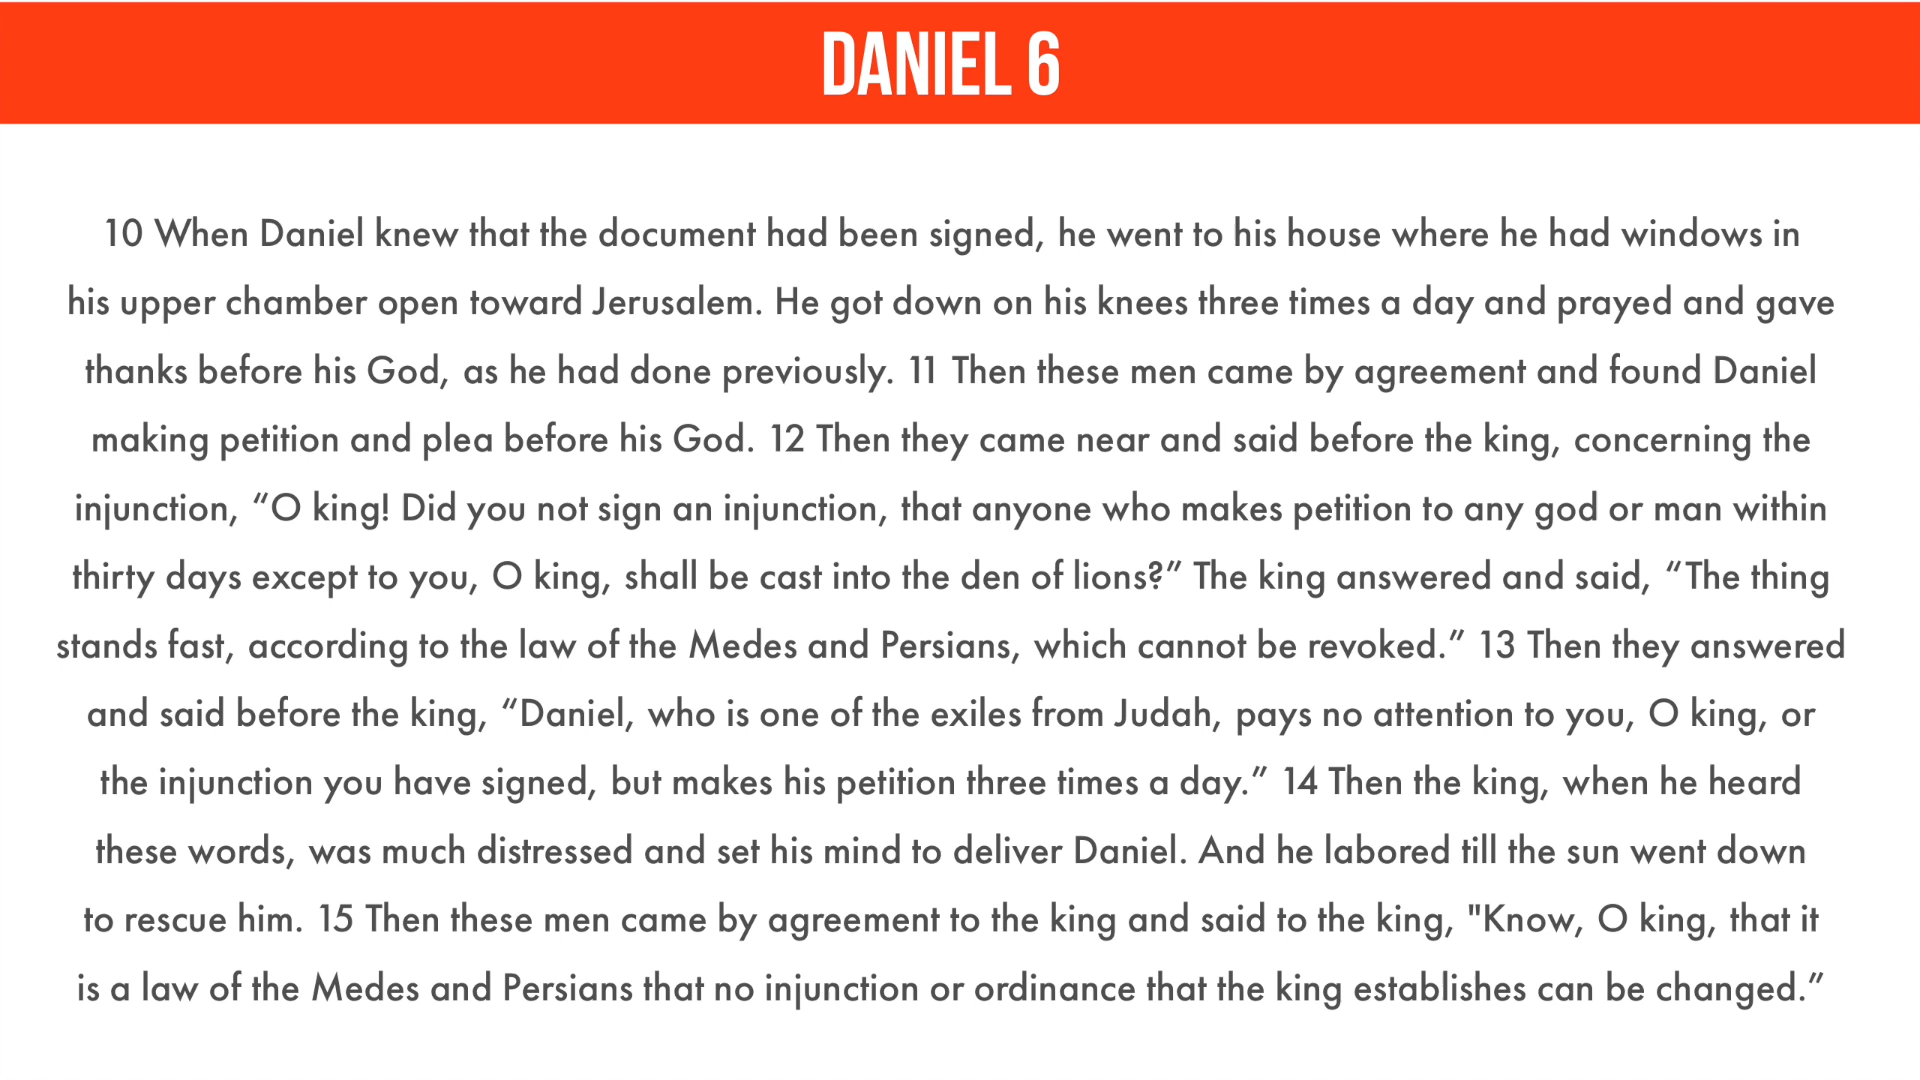 DANIEL 6
10 When Daniel knew that the document had been signed, he went to his house where he had windows in
his upper chamber open toward Jerusalem. He got down on his knees three times a day and prayed and gave
thanks before his God, as he had done previously. 11 Then these men came by agreement and found Daniel
making petition and plea before his God. 12 Then they came near and said before the king, concerning the
injunction, “O king! Did you not sign an injunction, that anyone who makes petition to any god or man within
thirty days except to you, O king, shall be cast into the den of lions?” The king answered and said, “The thing
stands fast, according to the law of the Medes and Persians, which cannot be revoked.” 13 Then they answered
and said before the king, “Daniel, who is one of the exiles from Judah, pays no attention to you, O king, or
the injunction you have signed, but makes his petition three times a day.” 14 Then the king, when he heard
these words, was much distressed and set his mind to deliver Daniel. And he labored till the sun went down
to rescue him. 15 Then these men came by agreement to the king and said to the king, "Know, O king, that it
is a law of the Medes and Persians that no injunction or ordinance that the king establishes can be changed.”